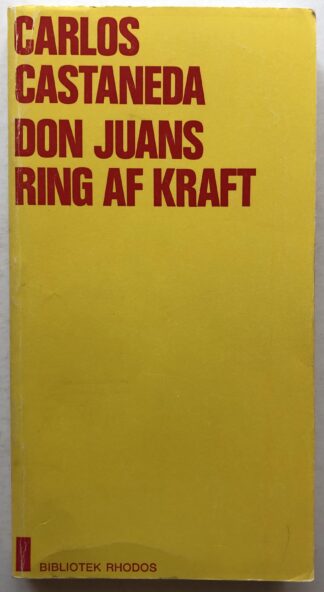 CARLOS
CASTANEDA
DON JUANS
RING AF KRAFT
BIBLIOTEK RHODOS